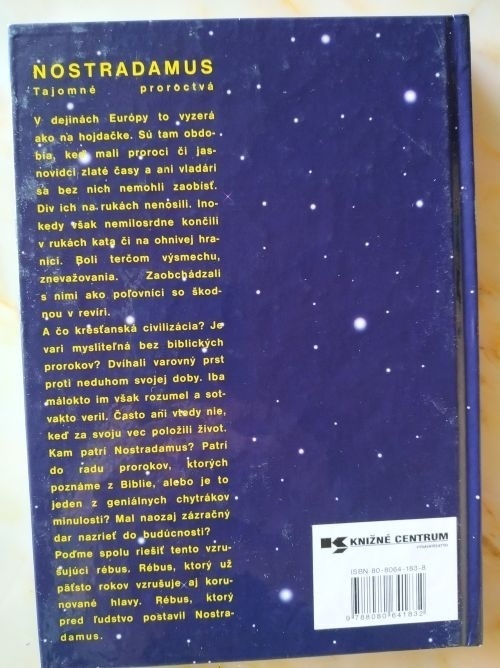 NOSTRADAMUS
Tajomné proroctvá
V dejinách Európy to vyzerá
ako na hojdačke. Sú tam obdo-
bia, keď mali proroci či jas-
novidci zlaté časy a ani vladári
sa bez nich nemohli zaobísť.
Div ich na rukách nenosili. Ino-
kedy však nemilosrdne končili
v rukách kata či na ohnivej hra-
nici. Boli terčom výsmechu,
znevažovania. Zaobchádzali
s nimi ako poľovníci so škod-
nou v revíri.
A čo kresťanská civilizácia? Je
vari mysliteľná bez biblických
prorokov? Dvíhali varovný prst
proti neduhom svojej doby. Iba
málokto im však rozumel a sot-
vakto veril. Často ani vtedy nie,
keď za svoju vec položili život.
Kam patrí Nostradamus? Patrí
do radu prorokov, ktorých
poznáme z Biblie, alebo je to
jeden z geniálnych chytrákov
minulosti? Mal naozaj zázračný
dar nazrieť do budúcnosti?
Poďme spolu riešiť tento vzru-
šujúci rébus. Rébus, ktorý už
päťsto rokov vzrušuje aj koru-
nované hlavy. Rébus, ktorý
pred ľudstvo postavil Nostra-
damus.
KNIŽNÉ CENTRUM
ISBN 80-8064-183-8
9 788080 641832